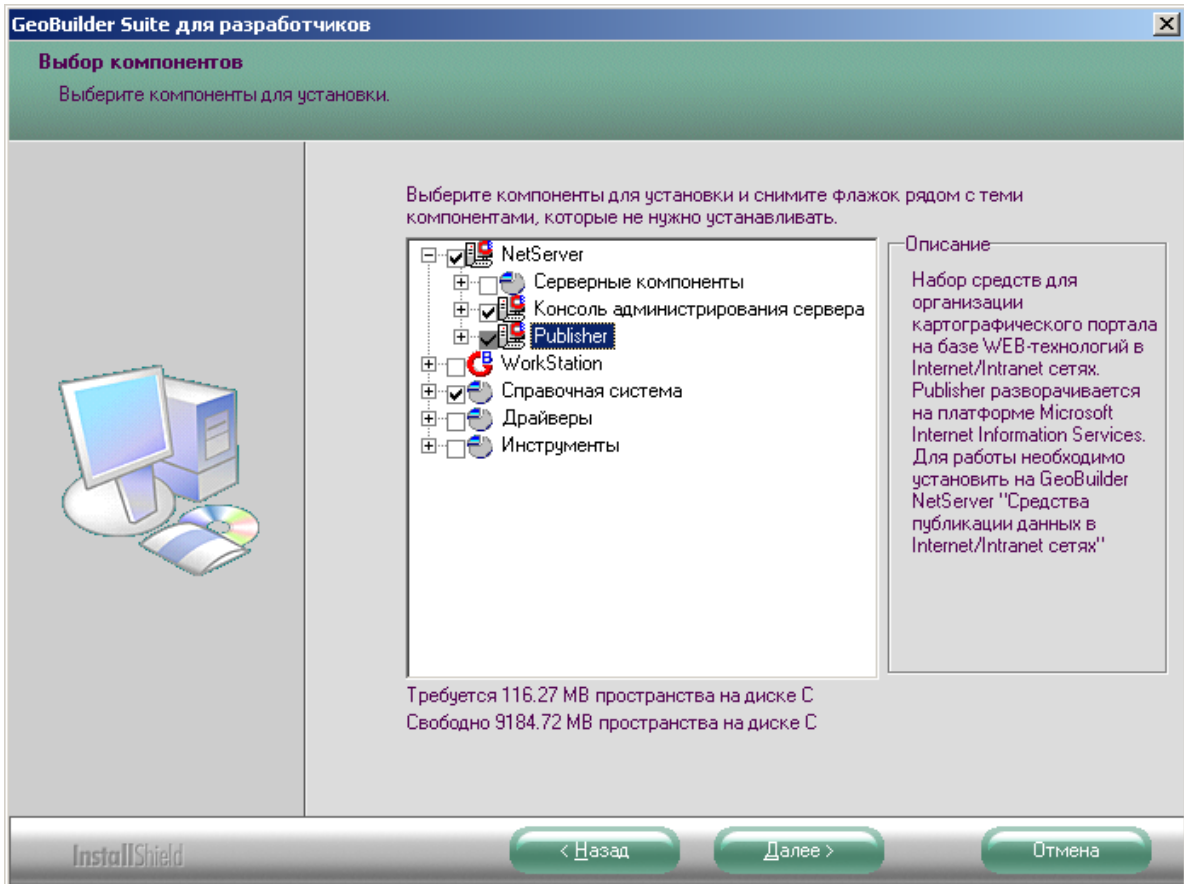 GeoBuilder Suite для разработчиков
Выбор компонентов
Выберите компоненты для установки.
Выберите компоненты для установки и снимите флажок рядом с теми
компонентами, которые не нужно устанавливать.
NetServer
Серверные компоненты
Консоль администрирования сервера
Publisher
WorkStation
Справочная система
Драйверы
Инструменты
Описание
Набор средств для
организации
картографического портала
на базе WEB-технологий в
Internet/Intranet сетях.
Publisher разворачивается
на платформе Microsoft
Internet Information Services.
Для работы необходимо
установить на GeoBuilder
NetServer "Средства
публикации данных в
Internet/Intranet сетях"
Требуется 116.27 MB пространства на диске C
Свободно 9184.72 MB пространства на диске C
InstallShield
< Назад
Далее >
Отмена